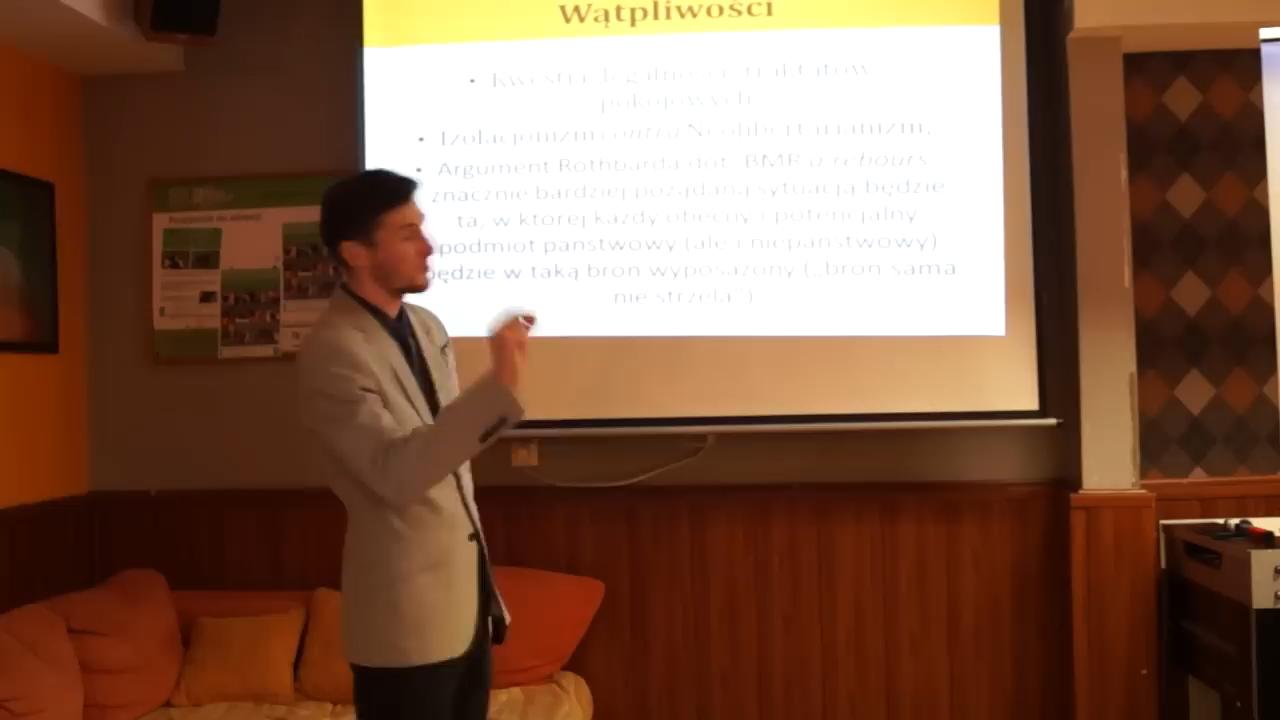 Wątpliwości
• Kwestia legalności traktatów
pokojowych
• Izolacjonizm contra Neolibertarianizm,
• Argument Rothbarda dot. BMR a rebours
znacznie bardziej pożądaną sytuacją będzie
ta, w której każdy obecny i potencjalny
podmiot państwowy (ale i niepaństwowy)
będzie w taką broń wyposażony („broń sama
nie strzela”)